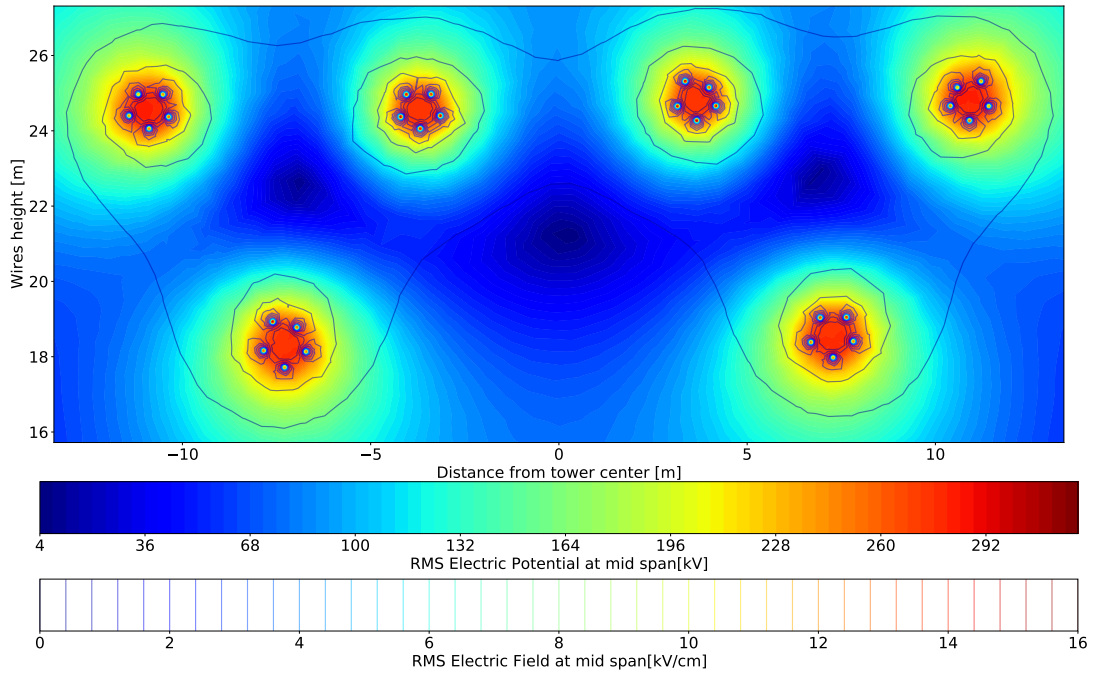 26
24
22
20
18
16
Wires height [m]
−10 −5 0 5 10
Distance from tower center [m]
4 36 68 100 132 164 196 228 260 292
RMS Electric Potential at mid span[kV]
0 2 4 6 8 10 12 14 16
RMS Electric Field at mid span[kV/cm]